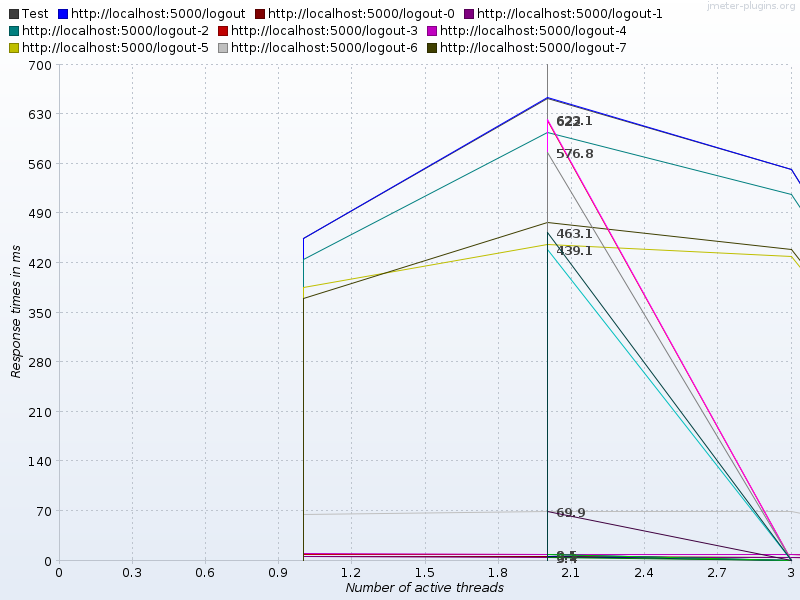 jmeter-plugins.org
Test http://localhost:5000/logout http://localhost:5000/logout-0 http://localhost:5000/logout-1
http://localhost:5000/logout-2 http://localhost:5000/logout-3 http://localhost:5000/logout-4
http://localhost:5000/logout-5 http://localhost:5000/logout-6 http://localhost:5000/logout-7
700
630
560
490
420
350
280
210
140
70
0
Response times in ms
576.8
463.1
439.1
69.9
0 0.3 0.6 0.9 1.2 1.5 1.8 2.1 2.4 2.7 3
Number of active threads